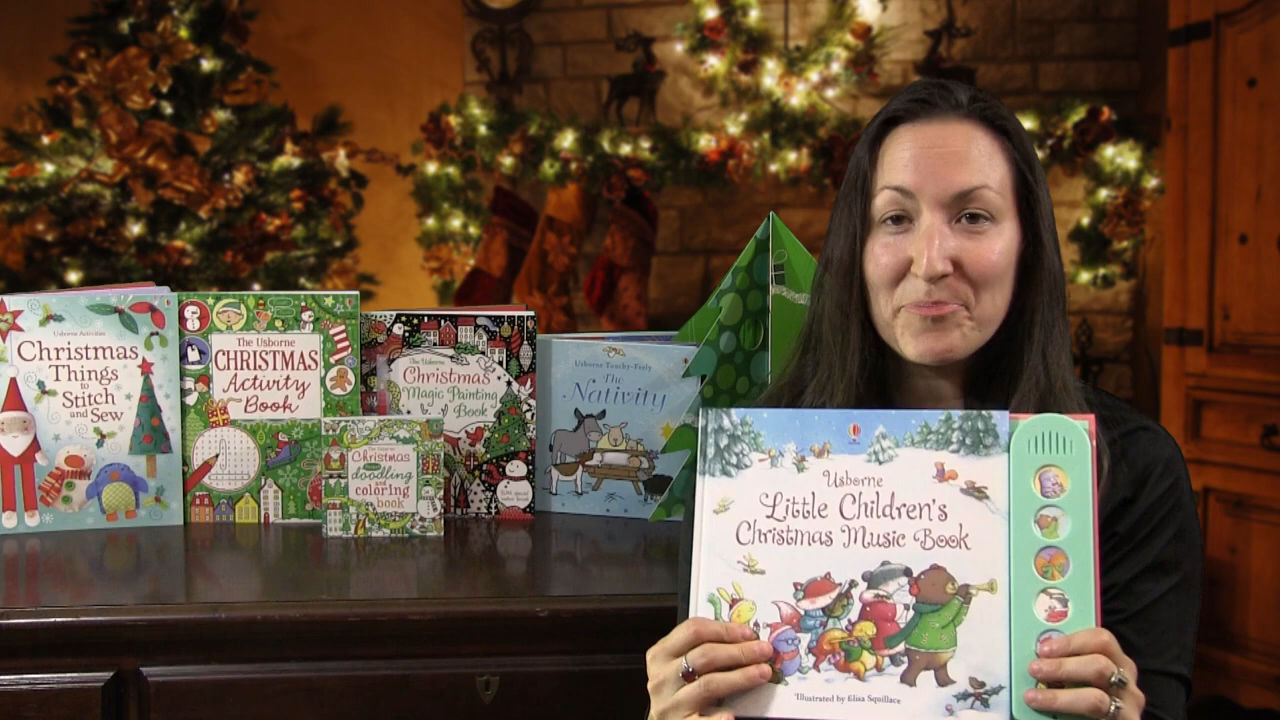 Usborne Activities
Christmas
Things
to
Stitch
and Sew
The Usborne
CHRISTMAS
Activity
Book
The Usborne
Christmas
Magic Painting
Book
The Usborne
Christmas
doodling
and
coloring
book
Usborne Touchy-Feely
The
Nativity
Usborne
Little Children's
Christmas Music Book
Illustrated by Elisa Squillace